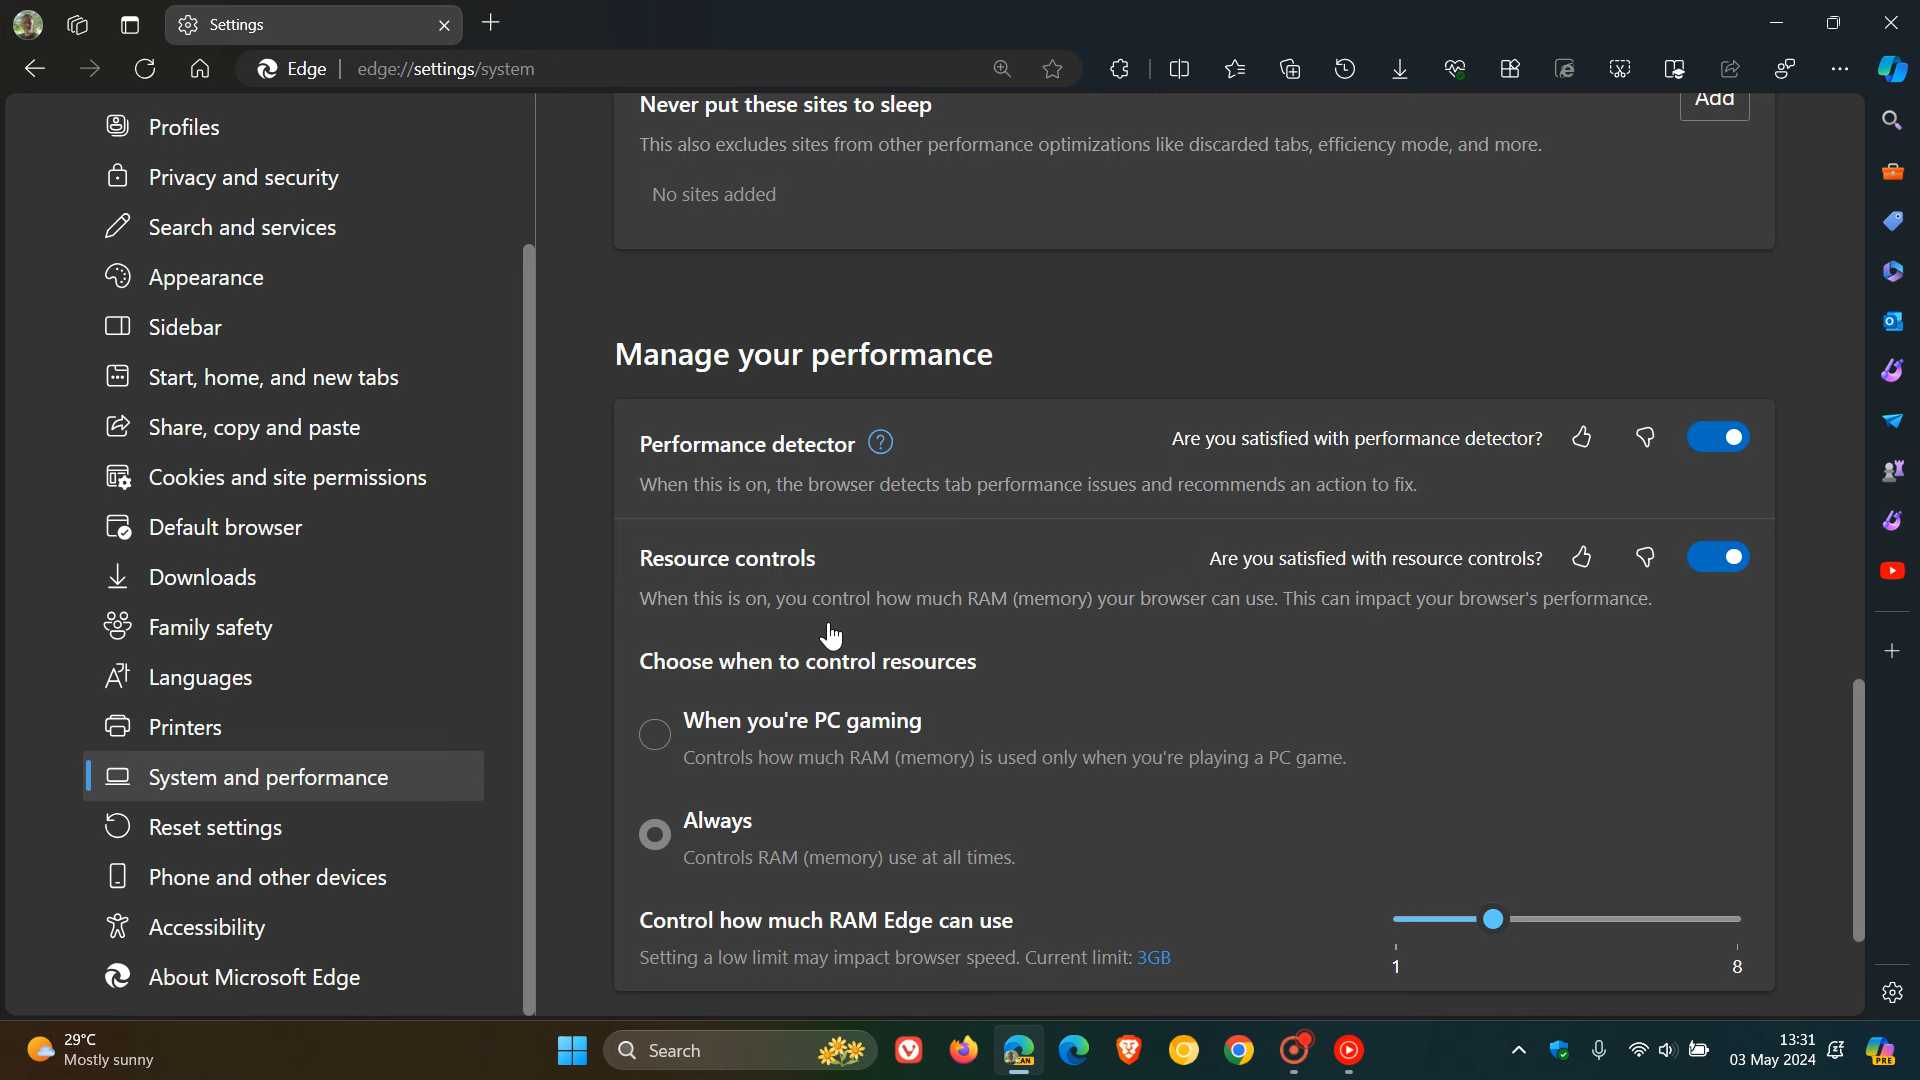 Settings
Edge
edge://settings/system
Profiles
Privacy and security
Search and services
Appearance
Sidebar
Start, home, and new tabs
Share, copy and paste
Cookies and site permissions
Default browser
Downloads
Family safety
Languages
Printers
System and performance
Reset settings
Phone and other devices
Accessibility
About Microsoft Edge
Never put these sites to sleep
Add
This also excludes sites from other performance optimizations like discarded tabs, efficiency mode, and more.
No sites added
Manage your performance
Performance detector ?
Are you satisfied with performance detector?
When this is on, the browser detects tab performance issues and recommends an action to fix.
Resource controls
Are you satisfied with resource controls?
When this is on, you control how much RAM (memory) your browser can use. This can impact your browser's performance.
Choose when to control resources
When you're PC gaming
Controls how much RAM (memory) is used only when you're playing a PC game.
Always
Controls RAM (memory) use at all times.
Control how much RAM Edge can use
Setting a low limit may impact browser speed. Current limit: 3GB
1
8
29°C
Mostly sunny
Search
CAN
13:31
03 May 2024
PRE